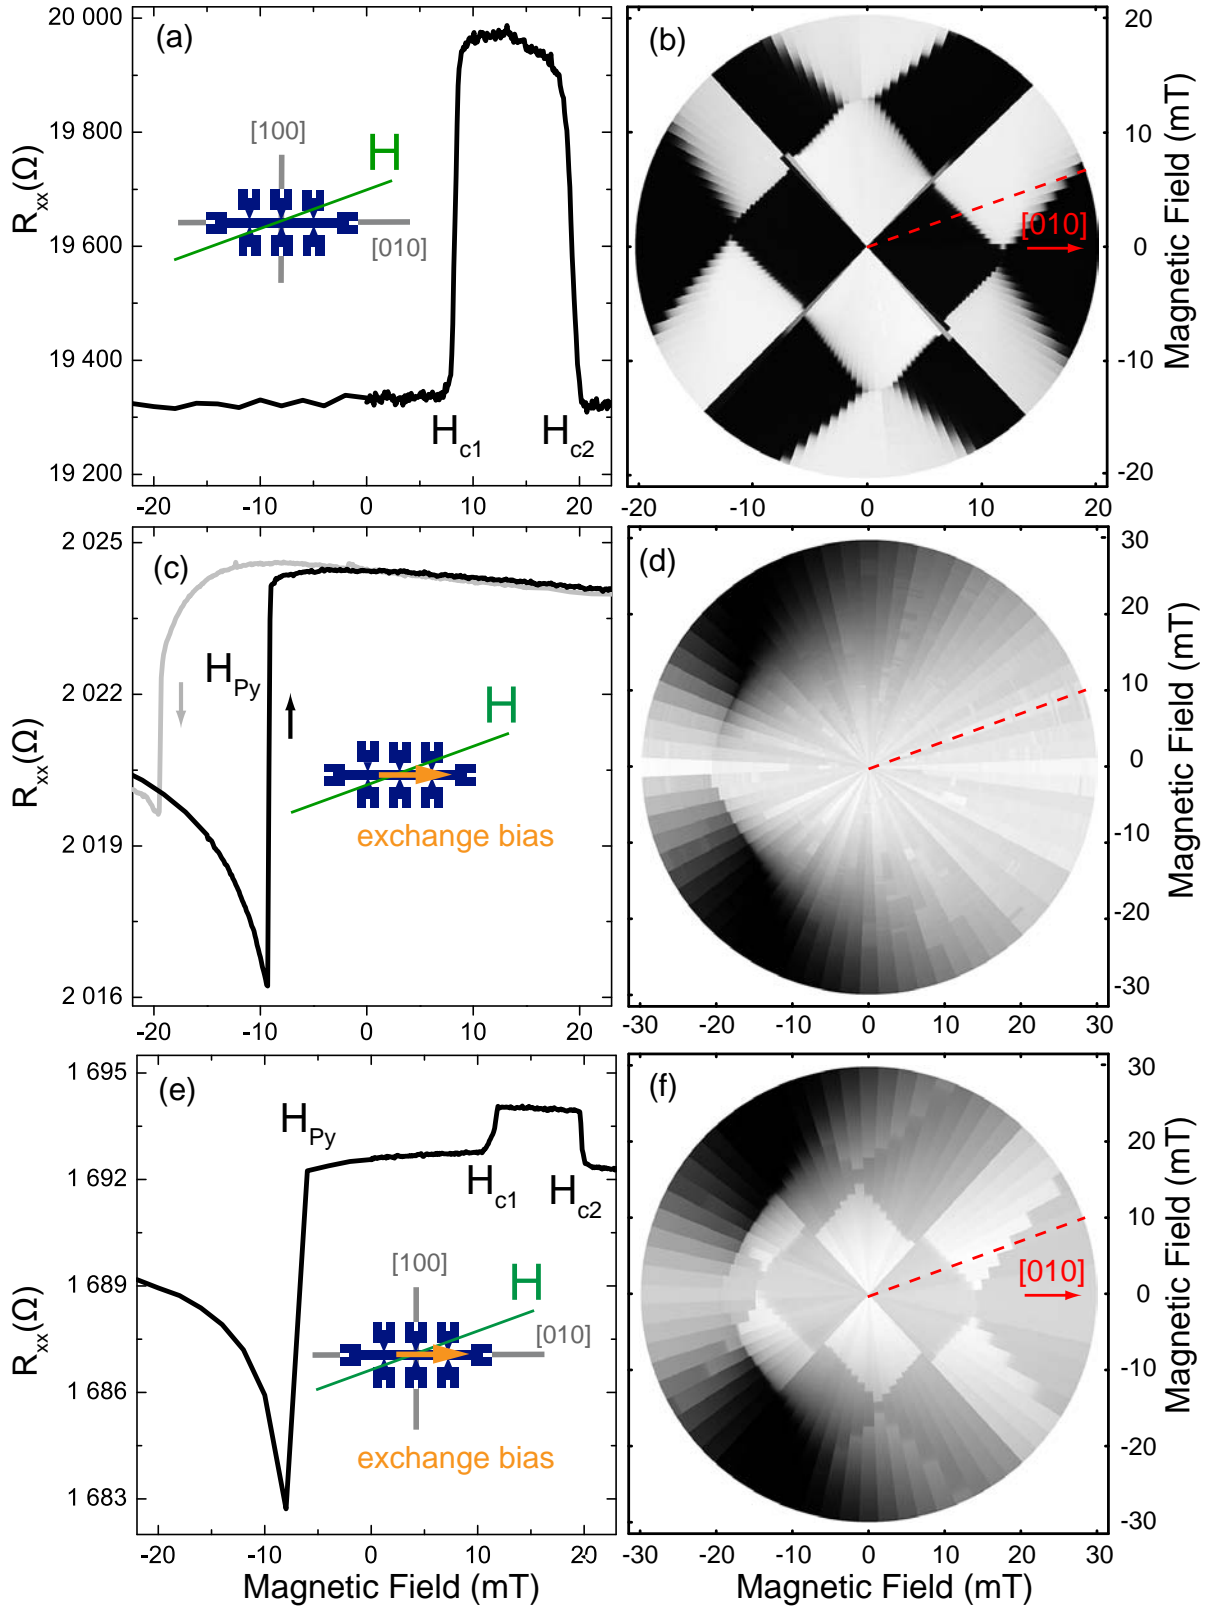 (a)
20 000
19 800
19 600
19 400
19 200
R_xx(Ω)
[100]
H
[010]
H_c1
H_c2
-20 -10 0 10 20
(b)
20
10
0
-10
-20
[010]
Magnetic Field (mT)
-20 -10 0 10 20
(c)
2 025
2 022
2 019
2 016
R_xx(Ω)
H_Py
H
exchange bias
-20 -10 0 10 20
(d)
30
20
10
0
-10
-20
-30
Magnetic Field (mT)
-30 -20 -10 0 10 20 30
(e)
1 695
1 692
1 689
1 686
1 683
R_xx(Ω)
H_Py
H_c1
H_c2
[100]
H
[010]
exchange bias
-20 -10 0 10 20
Magnetic Field (mT)
(f)
30
20
10
0
-10
-20
-30
[010]
Magnetic Field (mT)
-30 -20 -10 0 10 20 30
Magnetic Field (mT)